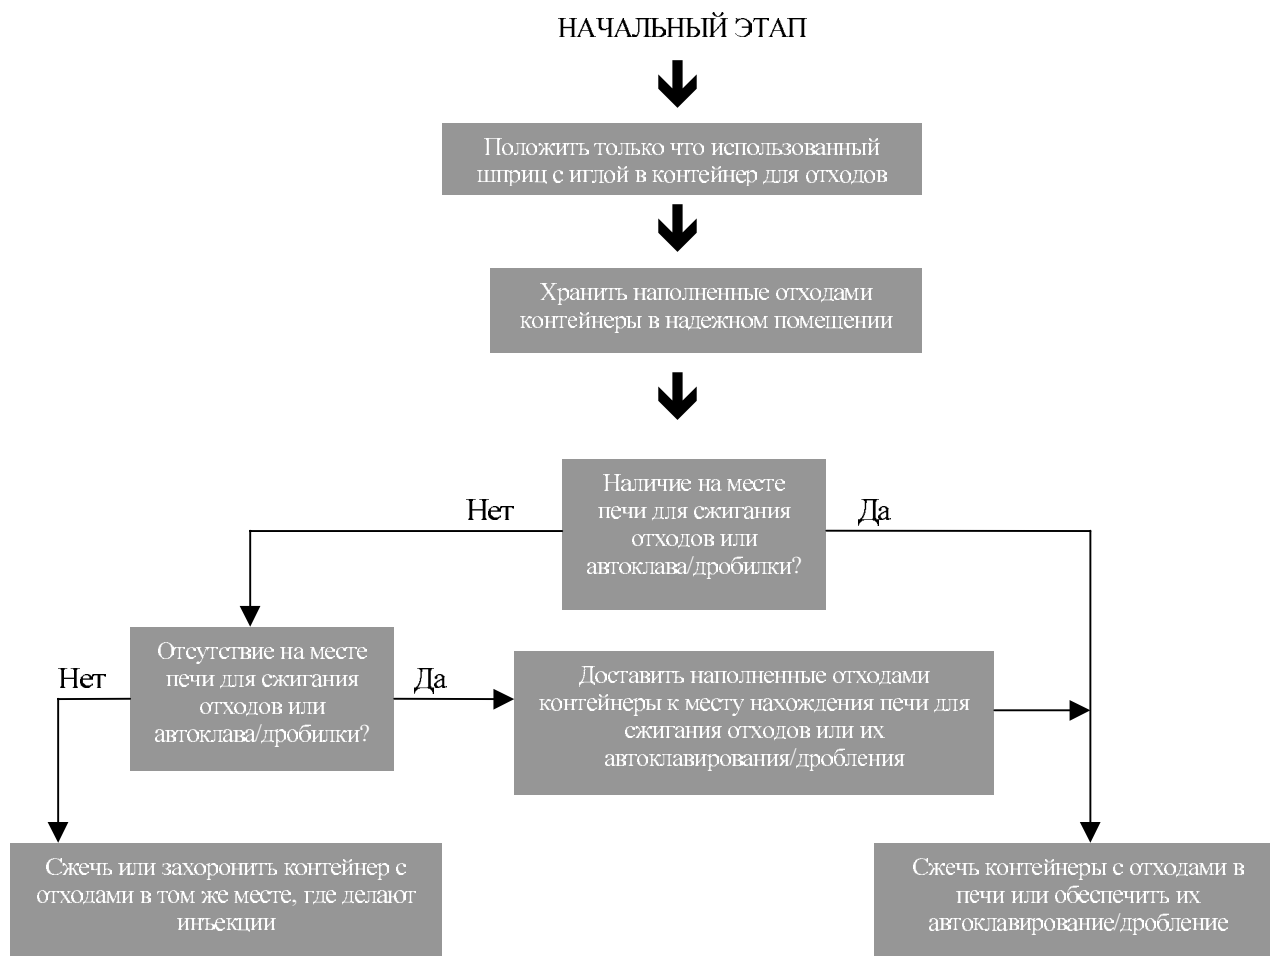 НАЧАЛЬНЫЙ ЭТАП
Положить только что использованный
шприц с иглой в контейнер для отходов
Хранить наполненные отходами
контейнеры в надежном помещении
Наличие на месте
печи для сжигания
отходов или
автоклава/дробилки?
Нет
Да
Отсутствие на месте
печи для сжигания
отходов или
автоклава/дробилки?
Нет
Да
Доставить наполненные отходами
контейнеры к месту нахождения печи для
сжигания отходов или их
автоклавирования/дробления
Сжечь или захоронить контейнер с
отходами в том же месте, где делают
инъекции
Сжечь контейнеры с отходами в
печи или обеспечить их
автоклавирование/дробление